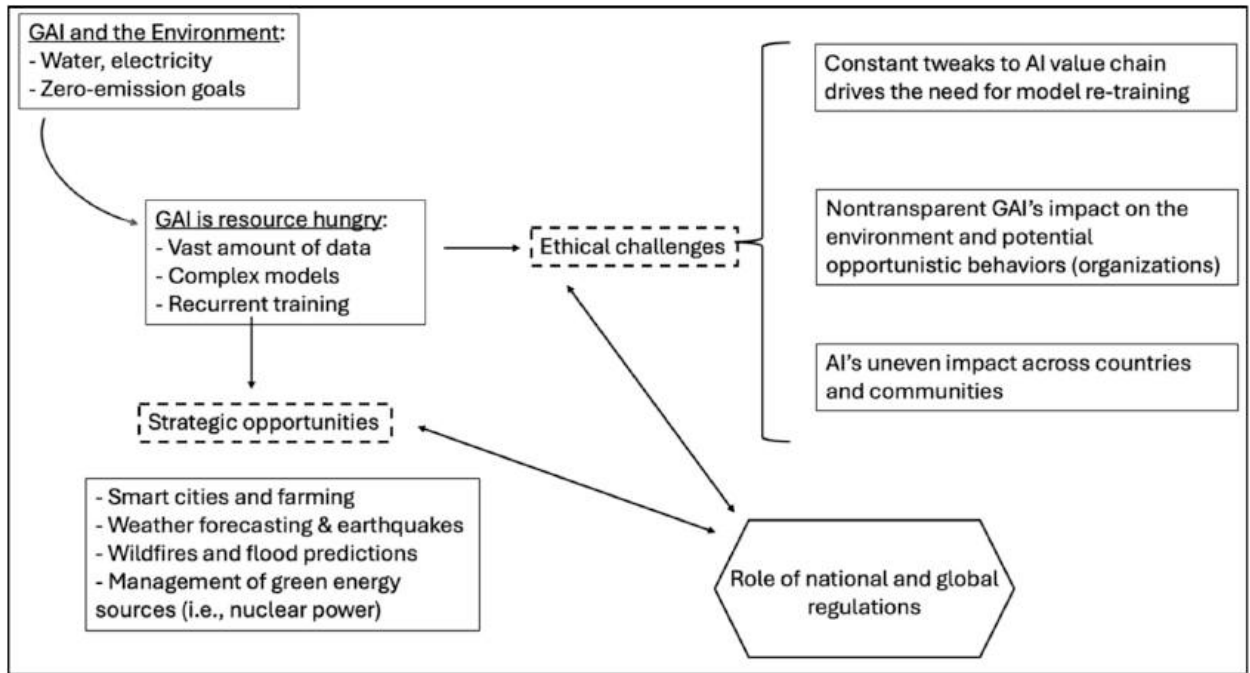 GAI and the Environment:
- Water, electricity
- Zero-emission goals
GAI is resource hungry:
- Vast amount of data
- Complex models
- Recurrent training
Ethical challenges
Constant tweaks to AI value chain
drives the need for model re-training
Nontransparent GAI's impact on the
environment and potential
opportunistic behaviors (organizations)
AI's uneven impact across countries
and communities
Strategic opportunities
- Smart cities and farming
- Weather forecasting & earthquakes
- Wildfires and flood predictions
- Management of green energy
sources (i.e., nuclear power)
Role of national and global
regulations